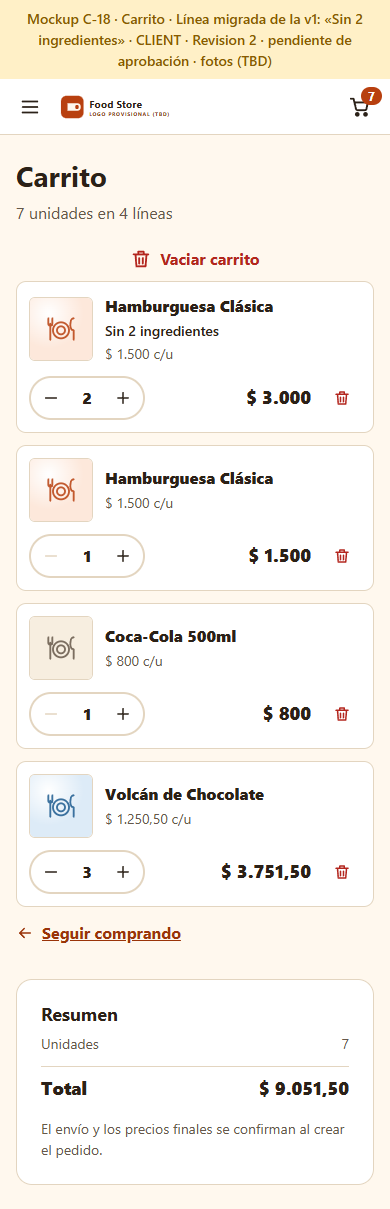 Mockup C-18 · Carrito · Línea migrada de la v1: «Sin 2
ingredientes» · CLIENT · Revision 2 · pendiente de
aprobación · fotos (TBD)
Food Store
LOGO PROVISIONAL (TBD)
7
Carrito
7 unidades en 4 líneas
Vaciar carrito
Hamburguesa Clásica
Sin 2 ingredientes
$ 1.500 c/u
2
$ 3.000
Hamburguesa Clásica
$ 1.500 c/u
1
$ 1.500
Coca-Cola 500ml
$ 800 c/u
1
$ 800
Volcán de Chocolate
$ 1.250,50 c/u
3
$ 3.751,50
Seguir comprando
Resumen
Unidades 7
Total $ 9.051,50
El envío y los precios finales se confirman al crear
el pedido.